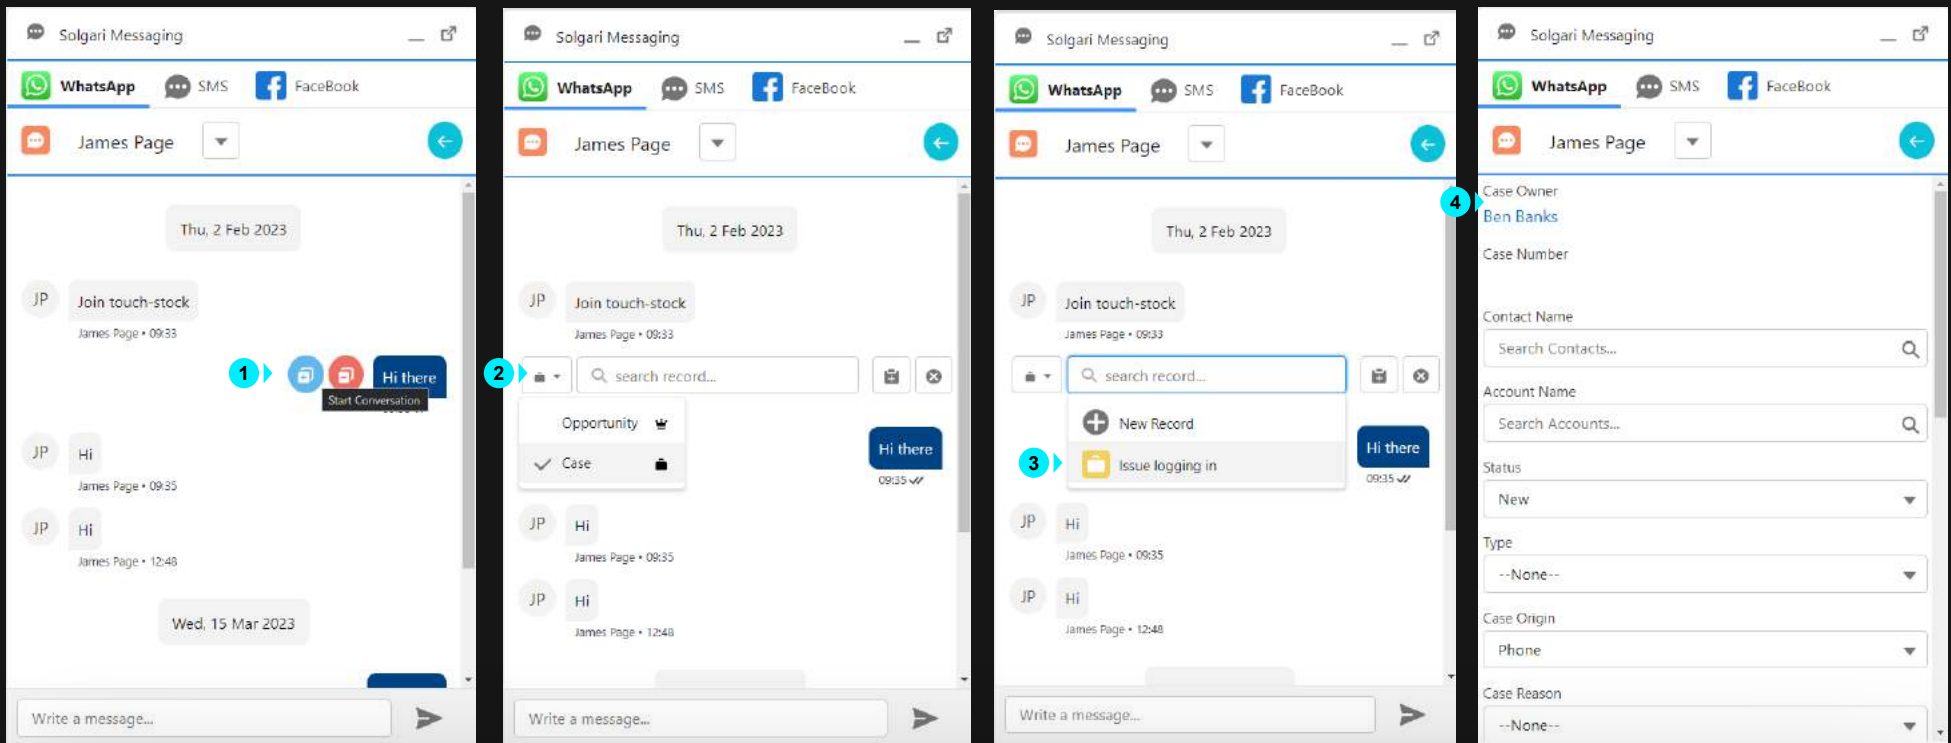 Solgari Messaging
WhatsApp SMS FaceBook
James Page
Thu, 2 Feb 2023
JP Join touch-stock
James Page • 09:33
1 Hi there
Start Conversation
JP Hi
James Page • 09:35
JP Hi
James Page • 12:48
Wed, 15 Mar 2023
Write a message...
Solgari Messaging
WhatsApp SMS FaceBook
James Page
Thu, 2 Feb 2023
JP Join touch-stock
James Page • 09:33
2 search record...
Opportunity
Case
Hi there
09:35
JP Hi
James Page • 09:35
JP Hi
James Page • 12:48
Write a message...
Solgari Messaging
WhatsApp SMS FaceBook
James Page
Thu, 2 Feb 2023
JP Join touch-stock
James Page • 09:33
search record...
New Record
3 Issue logging in
Hi there
09:35
JP Hi
James Page • 09:35
JP Hi
James Page • 12:48
Write a message...
Solgari Messaging
WhatsApp SMS FaceBook
James Page
4 Case Owner
Ben Banks
Case Number
Contact Name
Search Contacts...
Account Name
Search Accounts...
Status
New
Type
--None--
Case Origin
Phone
Case Reason
--None--